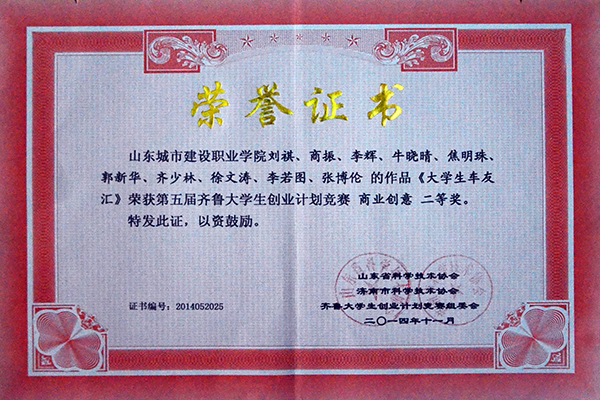 荣誉证书
山东城市建设职业学院刘祺、商振、李辉、牛晓晴、焦明珠、
郭新华、齐少林、徐文涛、李若图、张博伦 的作品《大学生车友
汇》荣获第五届齐鲁大学生创业计划竞赛 商业创意 二等奖。
特发此证，以资鼓励。
山东省科学技术协会
济南市科学技术协会
证书编号：2014052025
齐鲁大学生创业计划竞赛组委会
二〇一四年十一月